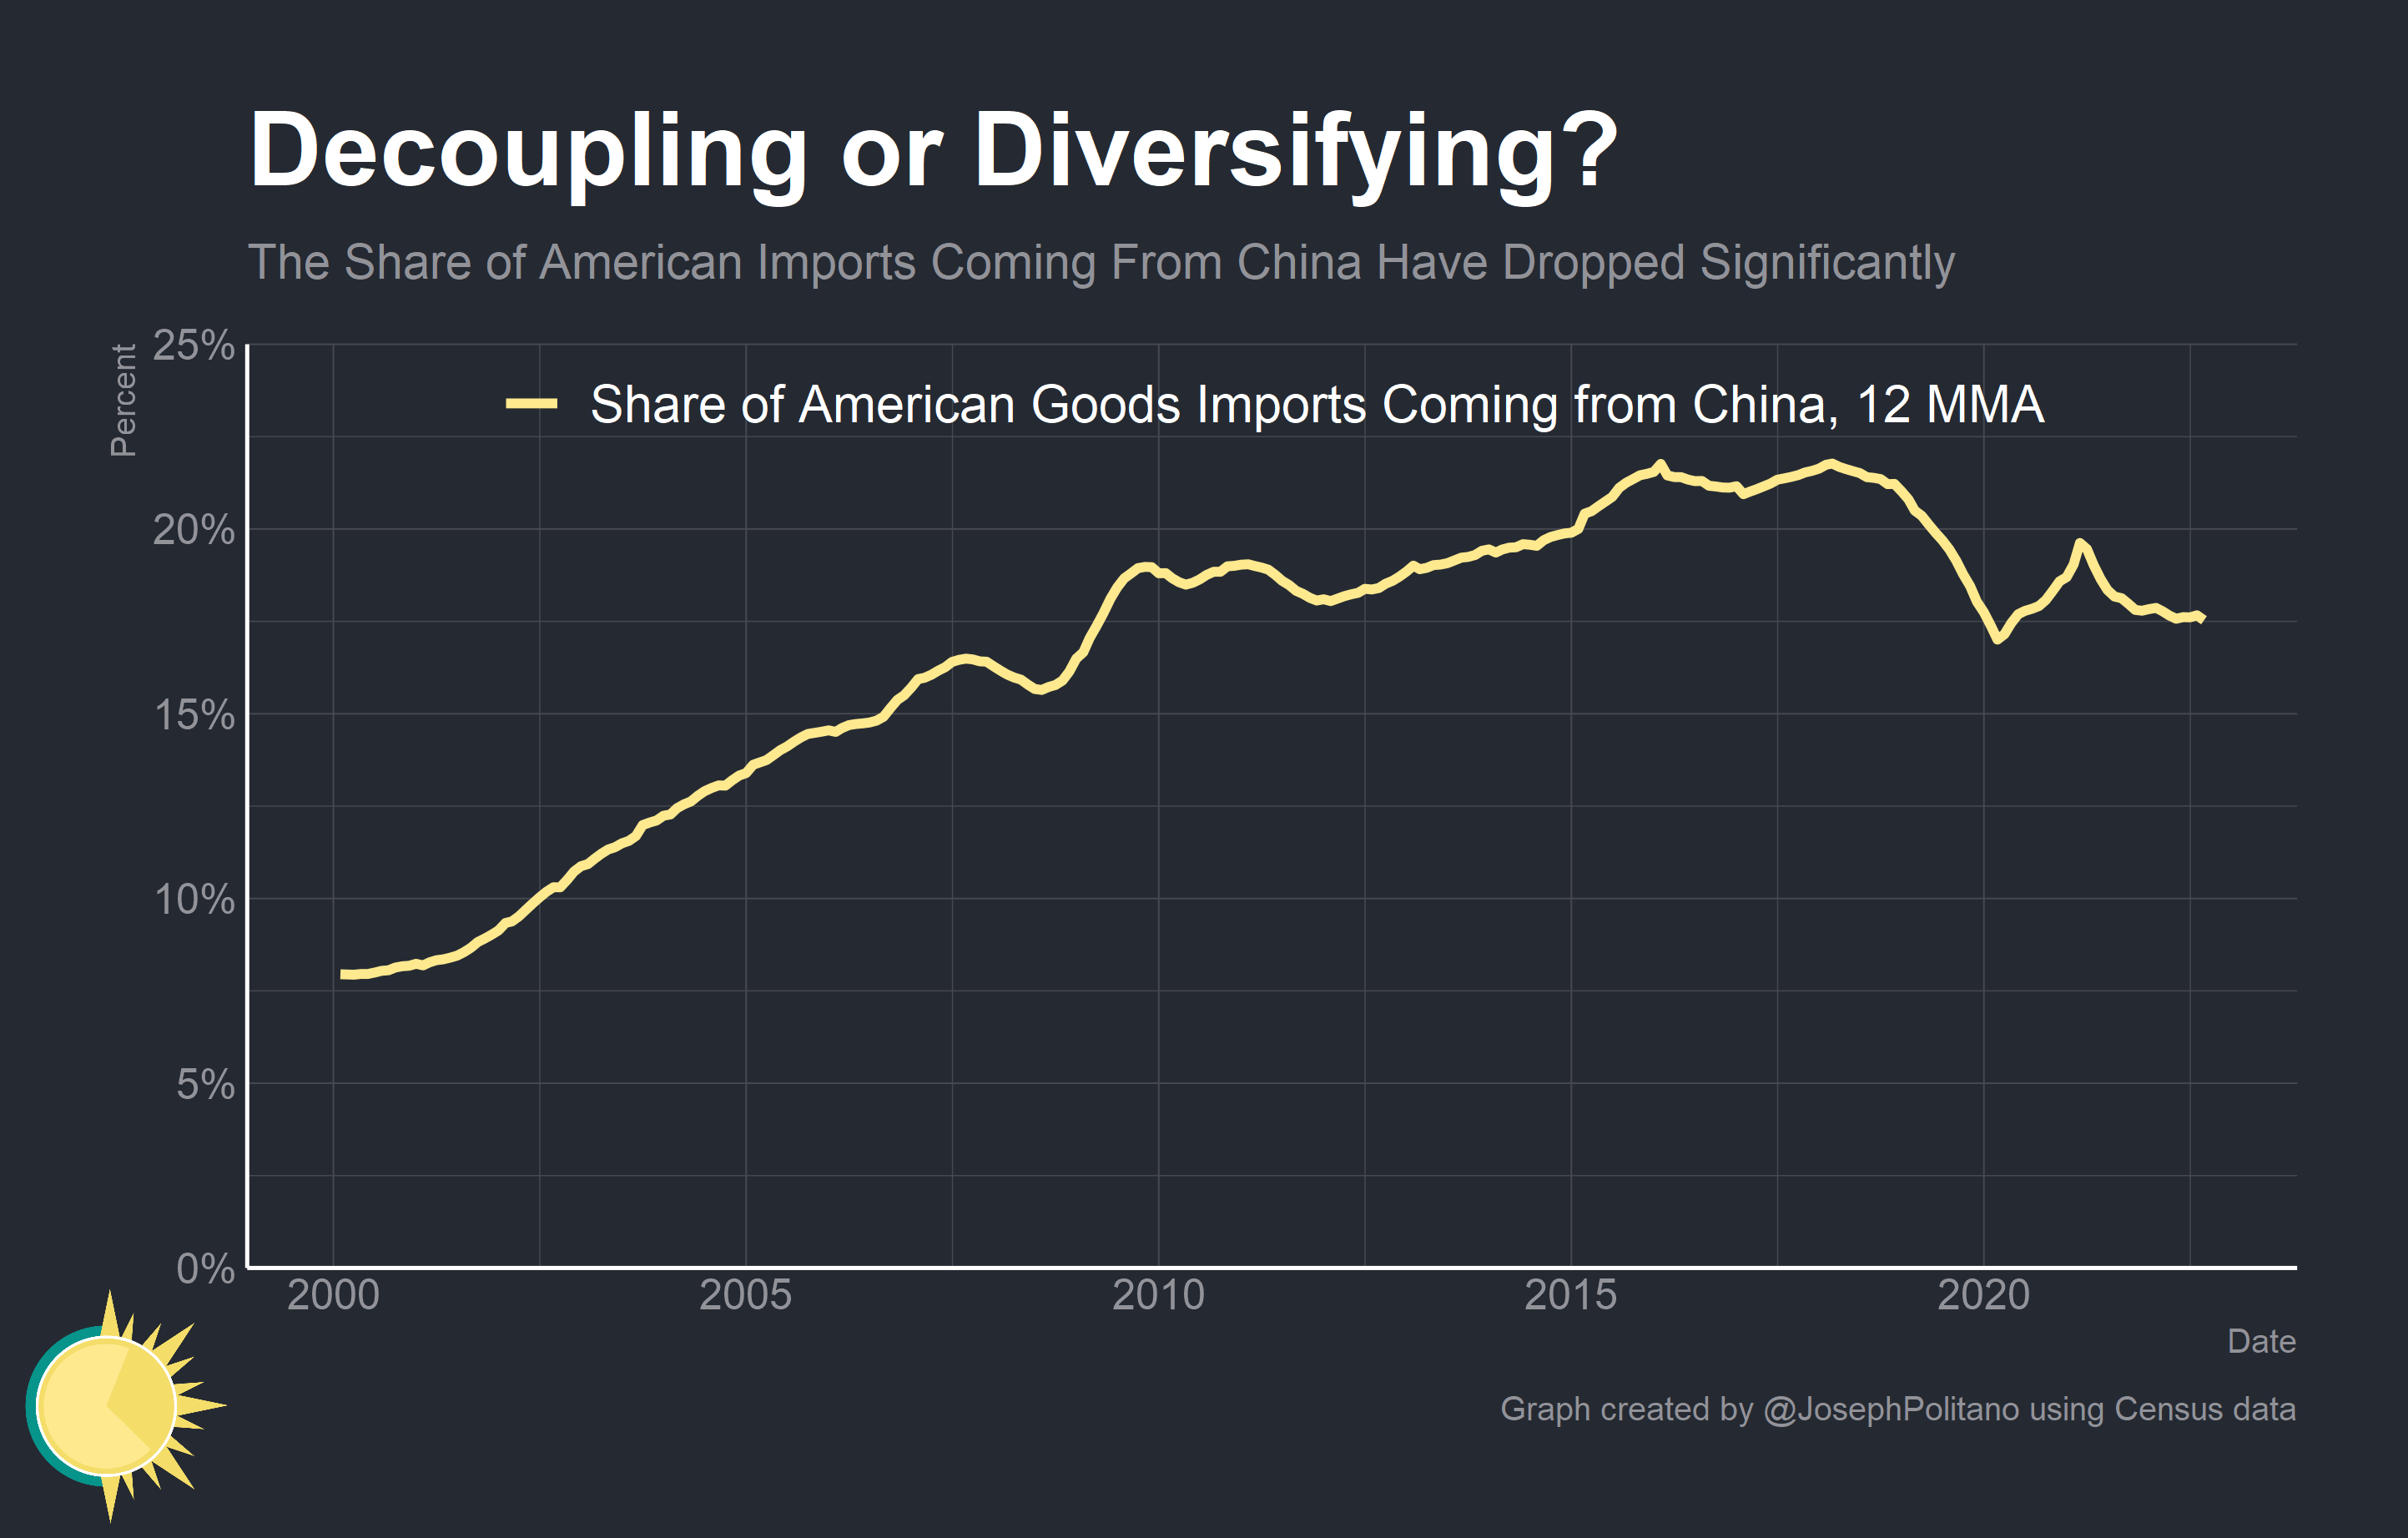 Decoupling or Diversifying?
The Share of American Imports Coming From China Have Dropped Significantly
Percent
25%
Share of American Goods Imports Coming from China, 12 MMA
20%
15%
10%
5%
0%
2000 2005 2010 2015 2020
Date
Graph created by @JosephPolitano using Census data